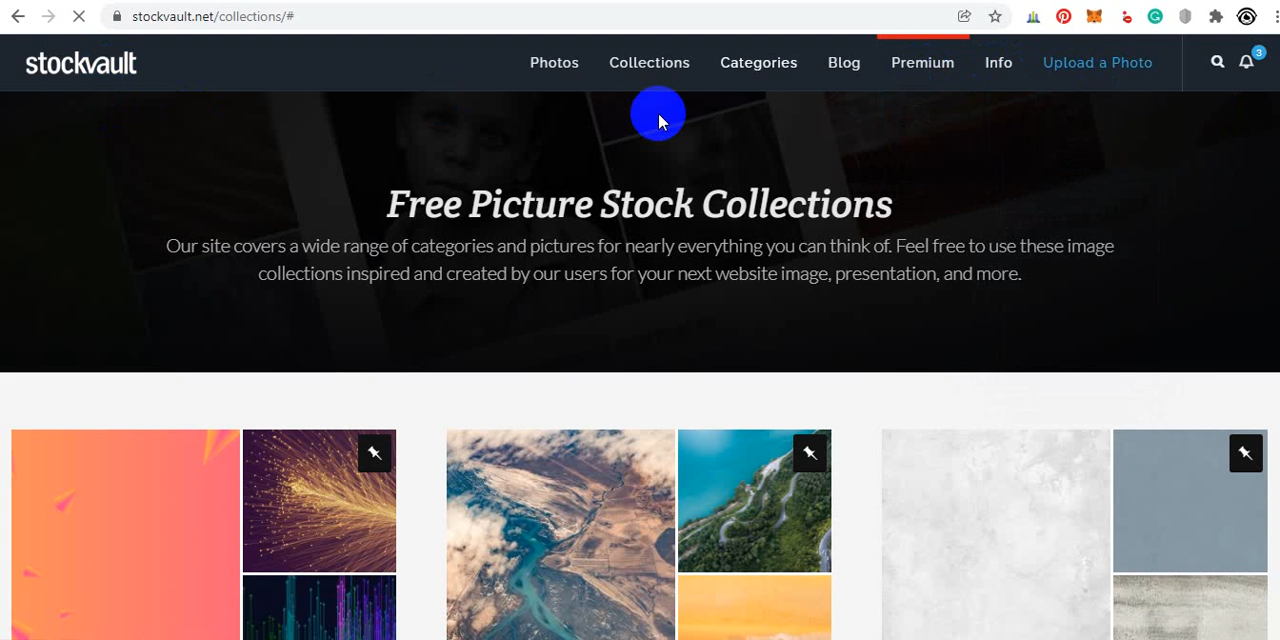 stockvault.net/collections/#
stockvault
Photos Collections Categories Blog Premium Info Upload a Photo 3
Free Picture Stock Collections
Our site covers a wide range of categories and pictures for nearly everything you can think of. Feel free to use these image
collections inspired and created by our users for your next website image, presentation, and more.